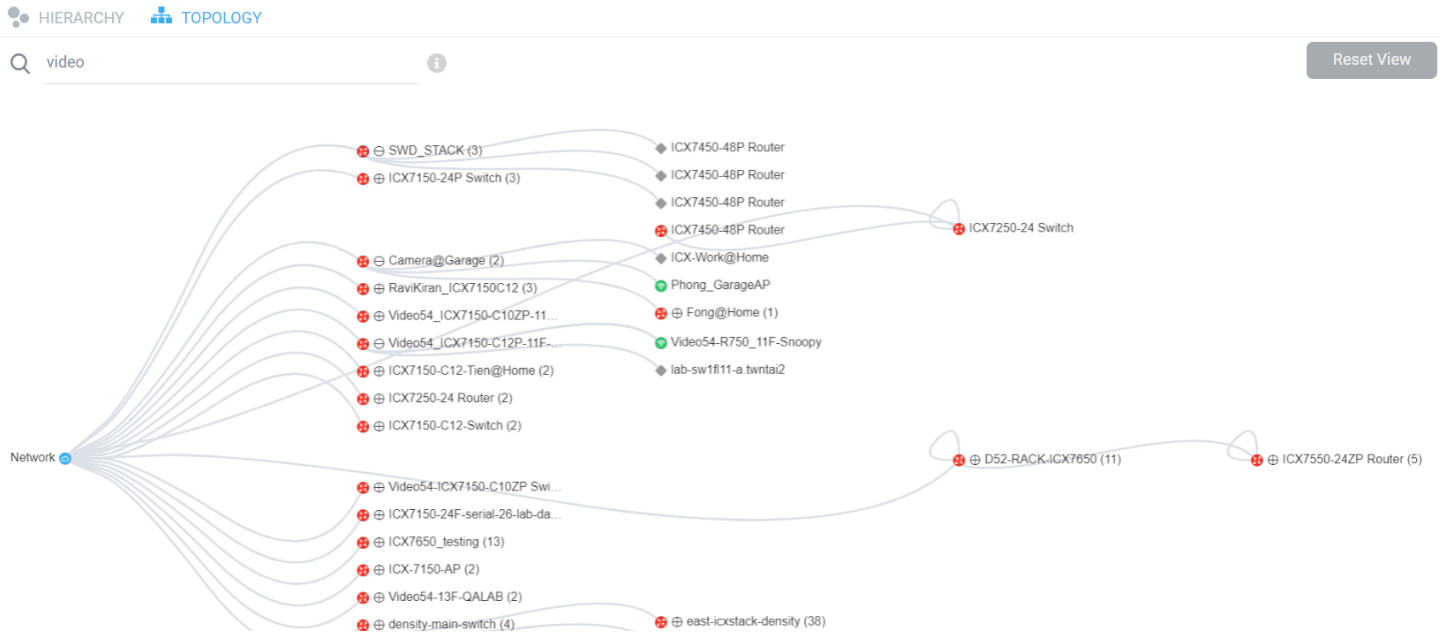 HIERARCHY TOPOLOGY
video
Reset View
SWD_STACK (3)
ICX7150-24P Switch (3)
Camera@Garage (2)
RaviKiran_ICX7150C12 (3)
Video54_ICX7150-C10ZP-11...
Video54_ICX7150-C12P-11F-...
ICX7150-C12-Tien@Home (2)
ICX7250-24 Router (2)
ICX7150-C12-Switch (2)
ICX7450-48P Router
ICX7450-48P Router
ICX7450-48P Router
ICX7450-48P Router
ICX-Work@Home
Phong_GarageAP
Fong@Home (1)
Video54-R750_11F-Snoopy
lab-sw1fl11-a.twntai2
ICX7250-24 Switch
Network
D52-RACK-ICX7650 (11)
ICX7550-24ZP Router (5)
Video54-ICX7150-C10ZP Swi...
ICX7150-24F-serial-26-lab-da...
ICX7650_testing (13)
ICX-7150-AP (2)
Video54-13F-QALAB (2)
density-main-switch (4)
east-icxstack-density (38)